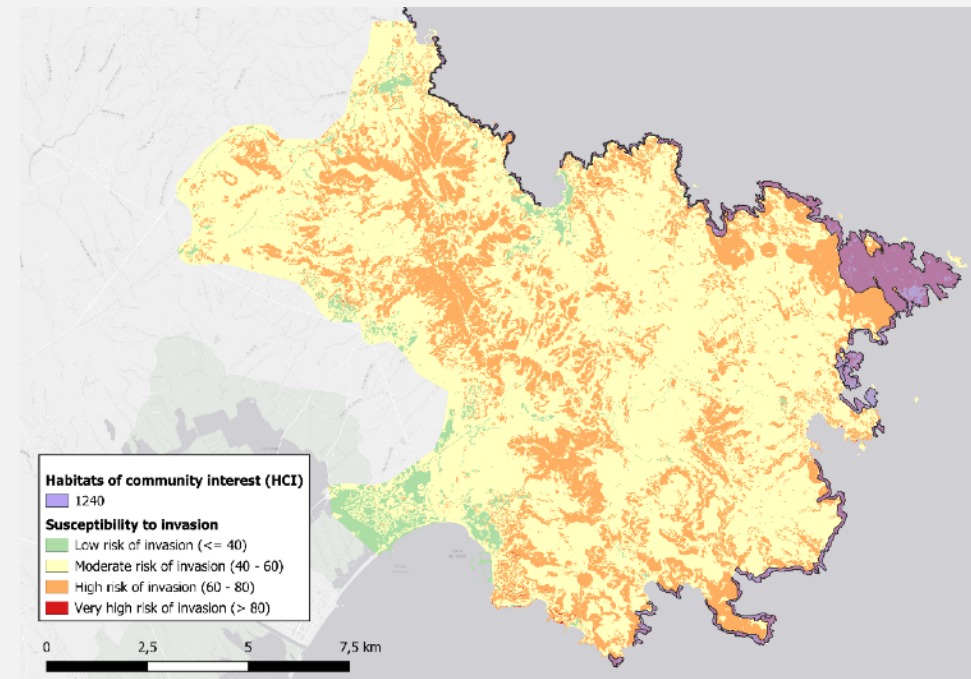 Habitats of community interest (HCI)
1240
Susceptibility to invasion
Low risk of invasion (<= 40)
Moderate risk of invasion (40 - 60)
High risk of invasion (60 - 80)
Very high risk of invasion (> 80)
0 2,5 5 7,5 km